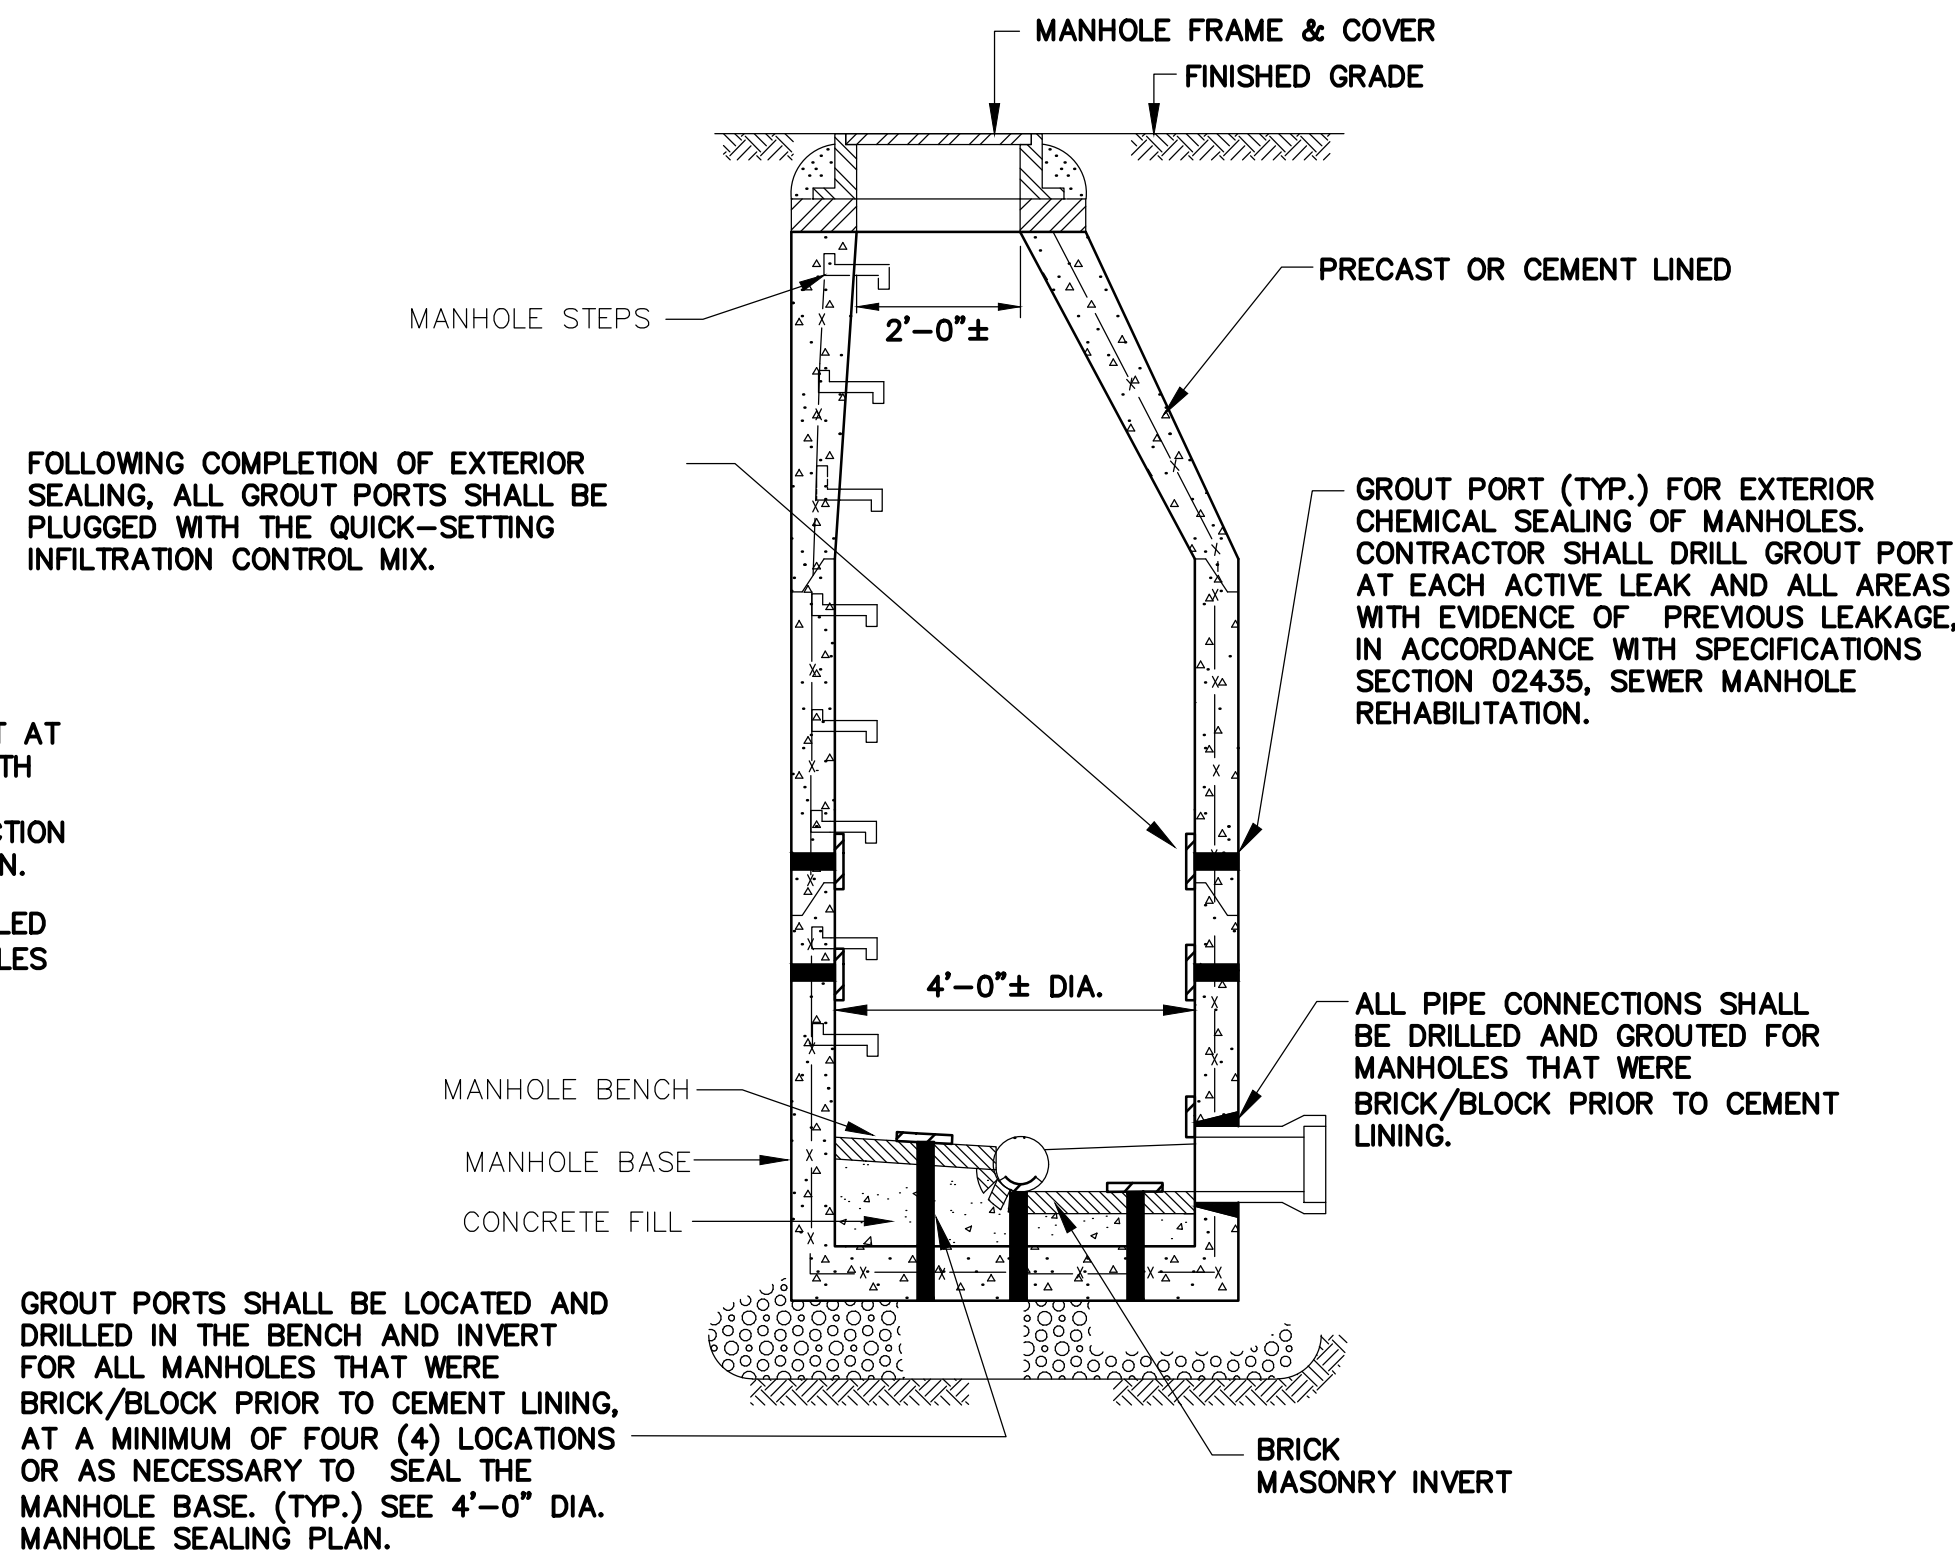 MANHOLE FRAME & COVER
FINISHED GRADE
PRECAST OR CEMENT LINED
MANHOLE STEPS
2'-0"±
FOLLOWING COMPLETION OF EXTERIOR
SEALING, ALL GROUT PORTS SHALL BE
PLUGGED WITH THE QUICK-SETTING
INFILTRATION CONTROL MIX.
GROUT PORT (TYP.) FOR EXTERIOR
CHEMICAL SEALING OF MANHOLES.
CONTRACTOR SHALL DRILL GROUT PORT
AT EACH ACTIVE LEAK AND ALL AREAS
WITH EVIDENCE OF PREVIOUS LEAKAGE,
IN ACCORDANCE WITH SPECIFICATIONS
SECTION 02435, SEWER MANHOLE
REHABILITATION.
AT
4'-0"± DIA.
ALL PIPE CONNECTIONS SHALL
BE DRILLED AND GROUTED FOR
MANHOLES THAT WERE
BRICK/BLOCK PRIOR TO CEMENT
LINING.
MANHOLE BENCH
MANHOLE BASE
CONCRETE FILL
GROUT PORTS SHALL BE LOCATED AND
DRILLED IN THE BENCH AND INVERT
FOR ALL MANHOLES THAT WERE
BRICK/BLOCK PRIOR TO CEMENT LINING,
AT A MINIMUM OF FOUR (4) LOCATIONS
OR AS NECESSARY TO SEAL THE
MANHOLE BASE. (TYP.) SEE 4'-0" DIA.
MANHOLE SEALING PLAN.
BRICK
MASONRY INVERT